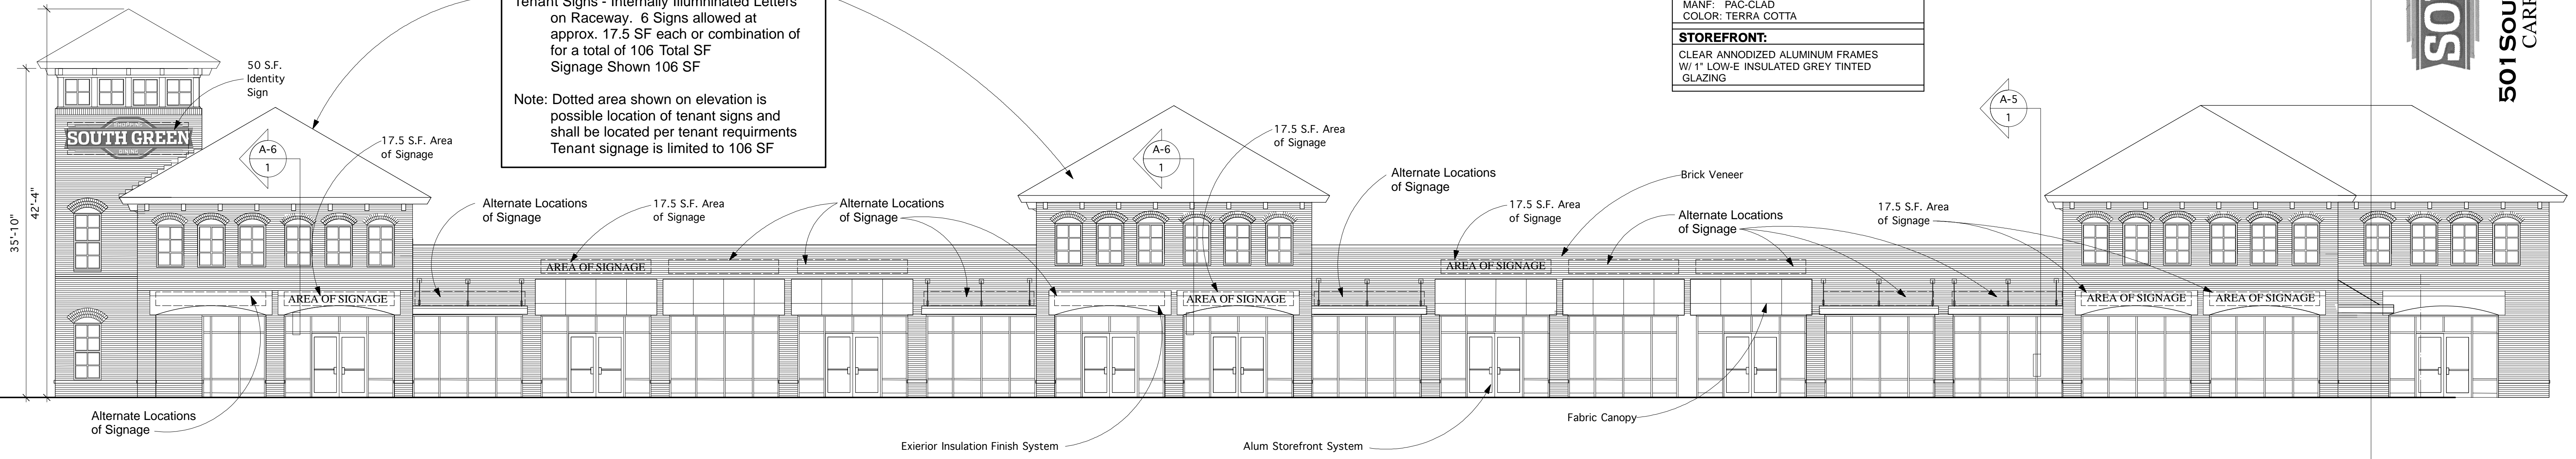 Tenant Signs - Internally Illumninated Letters
on Raceway.  6 Signs allowed at
approx. 17.5 SF each or combination of
for a total of 106 Total SF
Signage Shown 106 SF
Note: Dotted area shown on elevation is
possible location of tenant signs and
shall be located per tenant requirments
Tenant signage is limited to 106 SF
MANF:   PAC-CLAD
COLOR: TERRA COTTA
STOREFRONT:
CLEAR ANNODIZED ALUMINUM FRAMES
W/ 1" LOW-E INSULATED GREY TINTED
GLAZING
SO
501 Sou
CARR
50 S.F.
Identity
Sign
SHOPPING
SOUTH GREEN
DINING
17.5 S.F. Area
of Signage
A-6
1
A-6
1
17.5 S.F. Area
of Signage
A-5
1
35'-10"
42'-4"
Alternate Locations
of Signage
17.5 S.F. Area
of Signage
Alternate Locations
of Signage
Alternate Locations
of Signage
Brick Veneer
17.5 S.F. Area
of Signage
Alternate Locations
of Signage
17.5 S.F. Area
of Signage
AREA OF SIGNAGE
AREA OF SIGNAGE
AREA OF SIGNAGE
AREA OF SIGNAGE
AREA OF SIGNAGE
AREA OF SIGNAGE
Alternate Locations
of Signage
Exierior Insulation Finish System
Alum Storefront System
Fabric Canopy